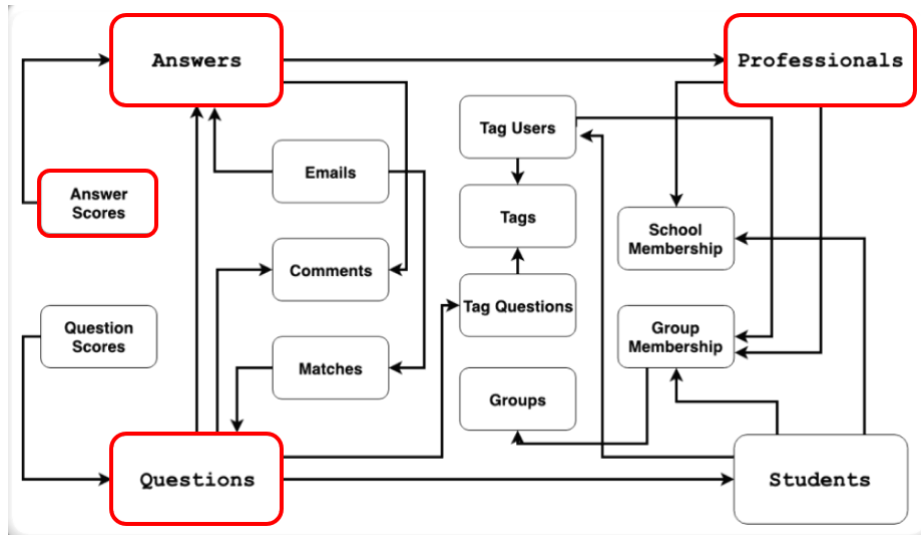 Answers
Professionals
Tag Users
Emails
Answer
Scores
Tags
School
Membership
Comments
Tag Questions
Question
Scores
Group
Membership
Matches
Groups
Questions
Students